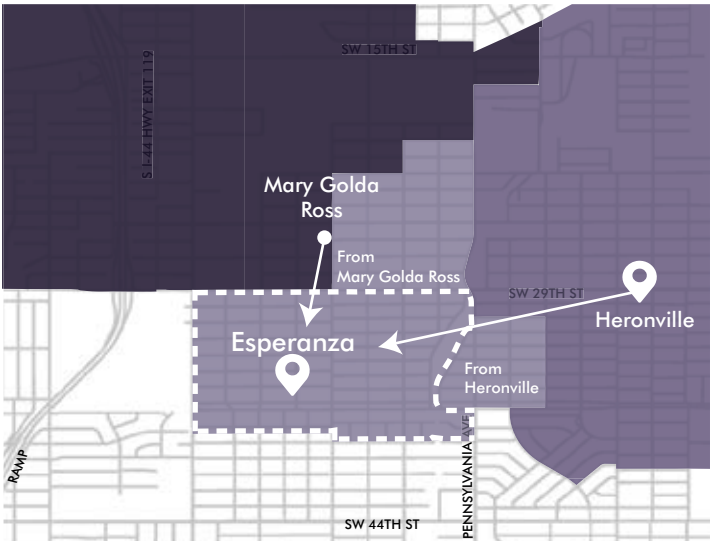 SW 15TH ST
S I-44 HWY EXIT 119
Mary Golda
Ross
From
Mary Golda Ross
SW 29TH ST
Heronville
Esperanza
From
Heronville
RAMP
PENNSYLVANIA AVE
SW 44TH ST